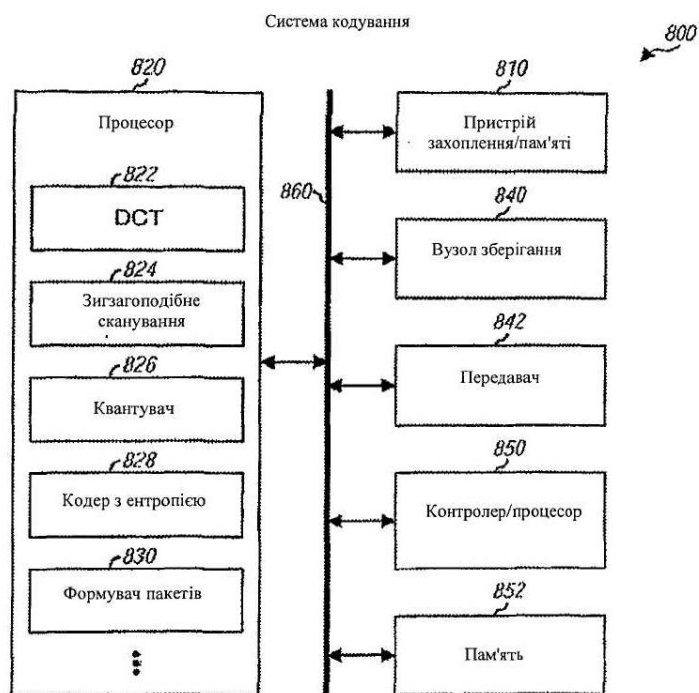 Система кодування
800
820
Процесор
822
DCT
824
Зигзагоподібне
сканування
826
Квантувач
828
Кодер з ентропією
830
Формувач пакетів
860
810
Пристрій
захоплення/пам'яті
840
Вузол зберігання
842
Передавач
850
Контролер/процесор
852
Пам'ять